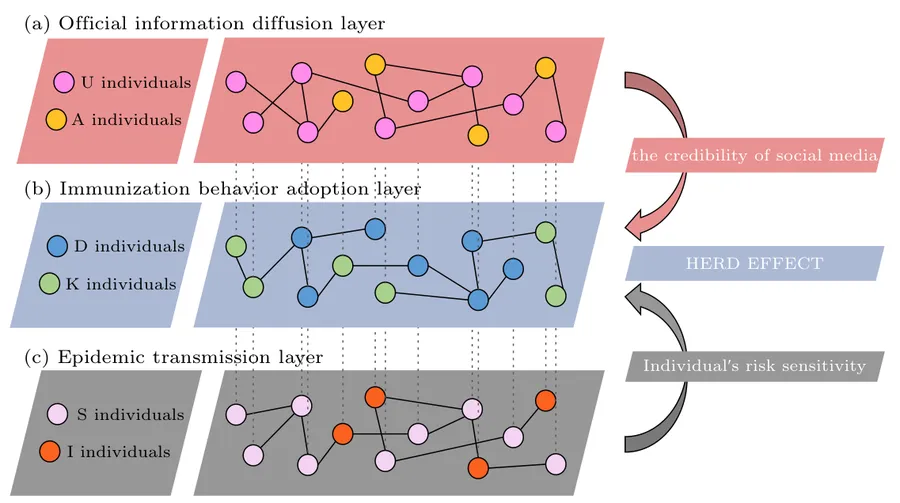 (a) Official information diffusion layer
U individuals
A individuals
the credibility of social media
(b) Immunization behavior adoption layer
D individuals
K individuals
HERD EFFECT
(c) Epidemic transmission layer
Individual's risk sensitivity
S individuals
I individuals